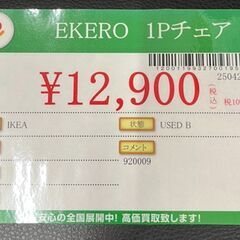 EKERO 1Pチェア
¥12,900
税込
税10%
IKEA
状態
USED B
コメント
920009
安心の全国展開中! 高価買取致します!